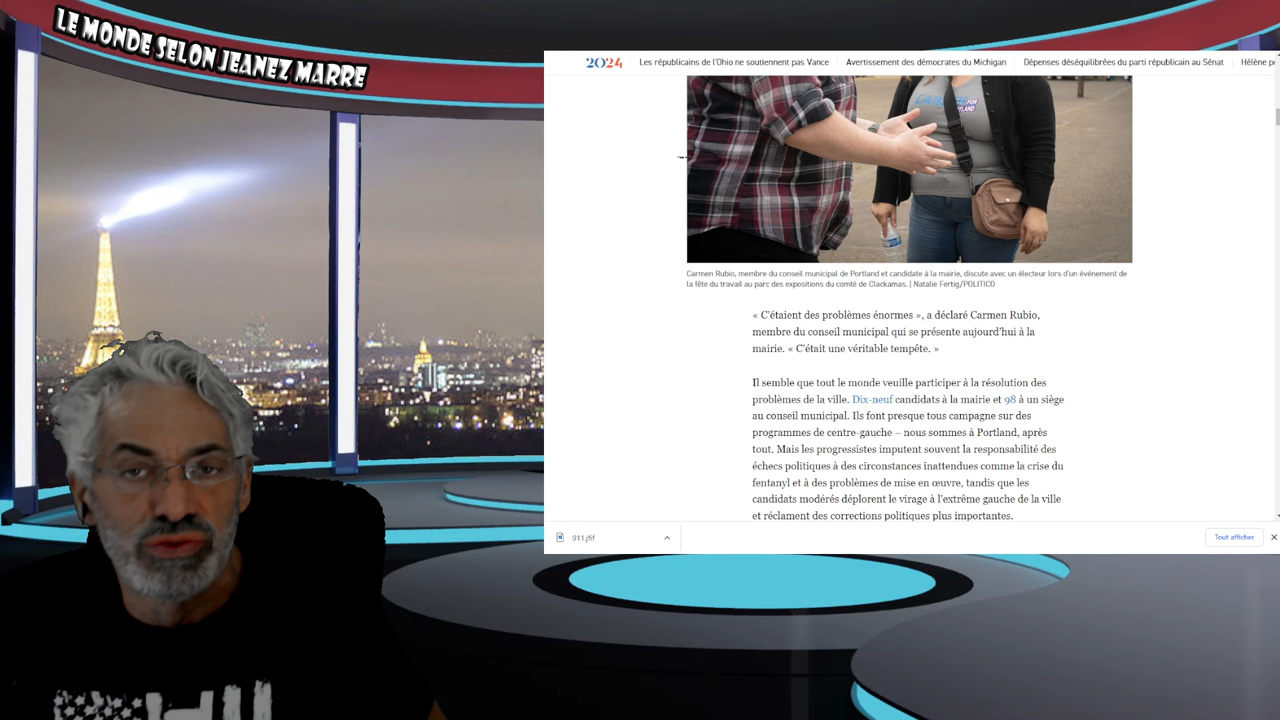 LE MONDE SELON JEANEZ MARRE
2024
Les républicains de l'Ohio ne soutiennent pas Vance
Avertissement des démocrates du Michigan
Dépenses déséquilibrées du parti républicain au Sénat
Hélène
Carmen Rubio, membre du conseil municipal de Portland et candidate à la mairie, discute avec un électeur lors d'un événement de
la fête du travail au parc des expositions du comté de Clackamas. | Natalie Fertig/POLITICO
« C'étaient des problèmes énormes », a déclaré Carmen Rubio,
membre du conseil municipal qui se présente aujourd'hui à la
mairie. « C'était une véritable tempête. »
Il semble que tout le monde veuille participer à la résolution des
problèmes de la ville. Dix-neuf candidats à la mairie et 98 à un siège
au conseil municipal. Ils font presque tous campagne sur des
programmes de centre-gauche – nous sommes à Portland, après
tout. Mais les progressistes imputent souvent la responsabilité des
échecs politiques à des circonstances inattendues comme la crise du
fentanyl et à des problèmes de mise en œuvre, tandis que les
candidats modérés déplorent le virage à l'extrême gauche de la ville
et réclament des corrections politiques plus importantes.
911.jfif
Tout afficher